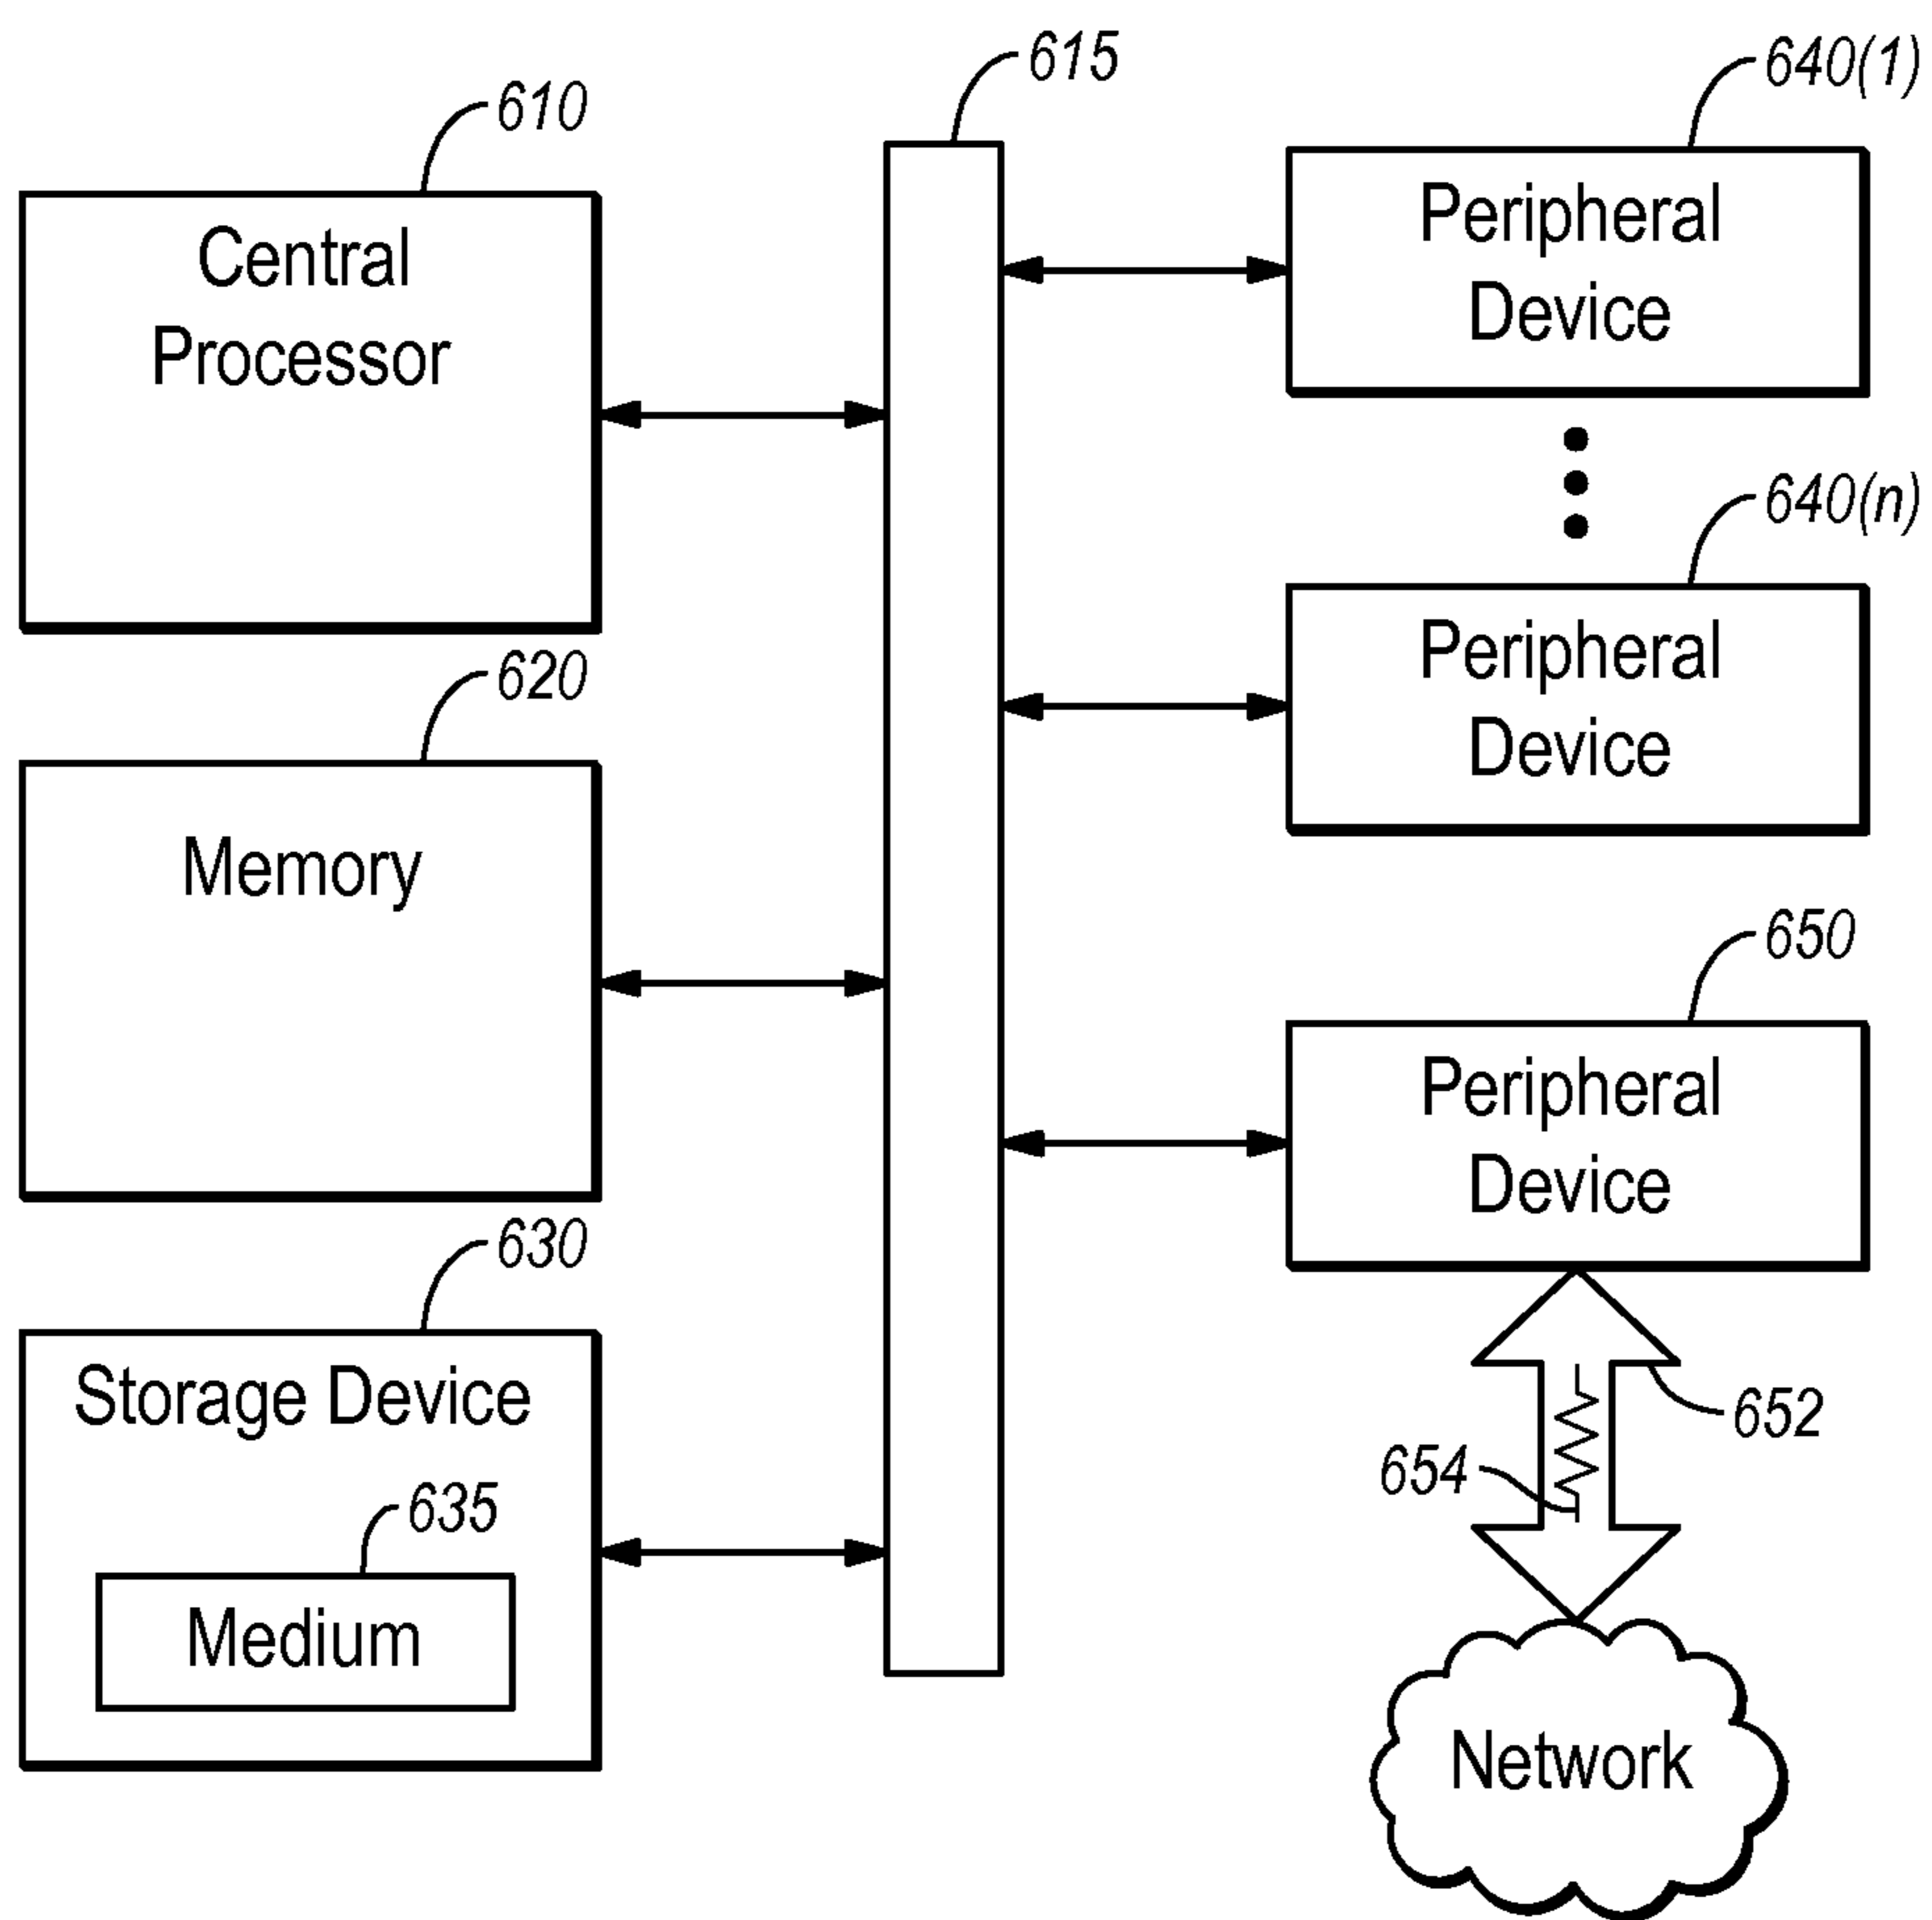 610
Central
Processor
620
Memory
630
Storage Device
635
Medium
615
640(1)
Peripheral
Device
640(n)
Peripheral
Device
650
Peripheral
Device
652
654
Network